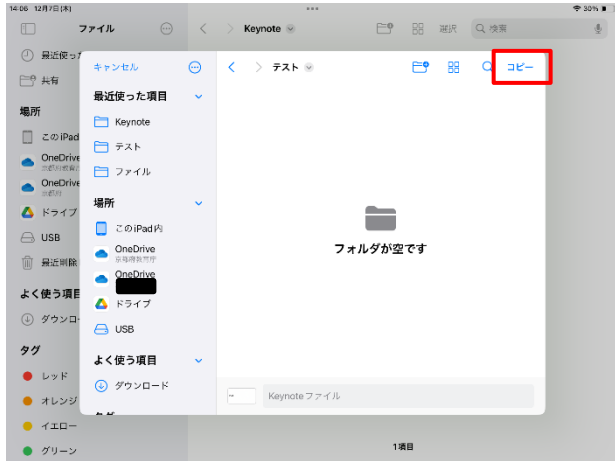 14:06 12月7日(木)
30%
ファイル
Keynote
選択
検索
最近使った
共有
場所
このiPad
OneDrive
OneDrive
京都府
ドライブ
USB
最近削除
よく使う項目
ダウンロー
タグ
レッド
オレンジ
イエロー
グリーン
キャンセル
最近使った項目
Keynote
テスト
ファイル
場所
このiPad内
OneDrive
京都府教育庁
OneDrive
ドライブ
USB
よく使う項目
ダウンロード
テスト
コピー
フォルダが空です
Keynoteファイル
1項目